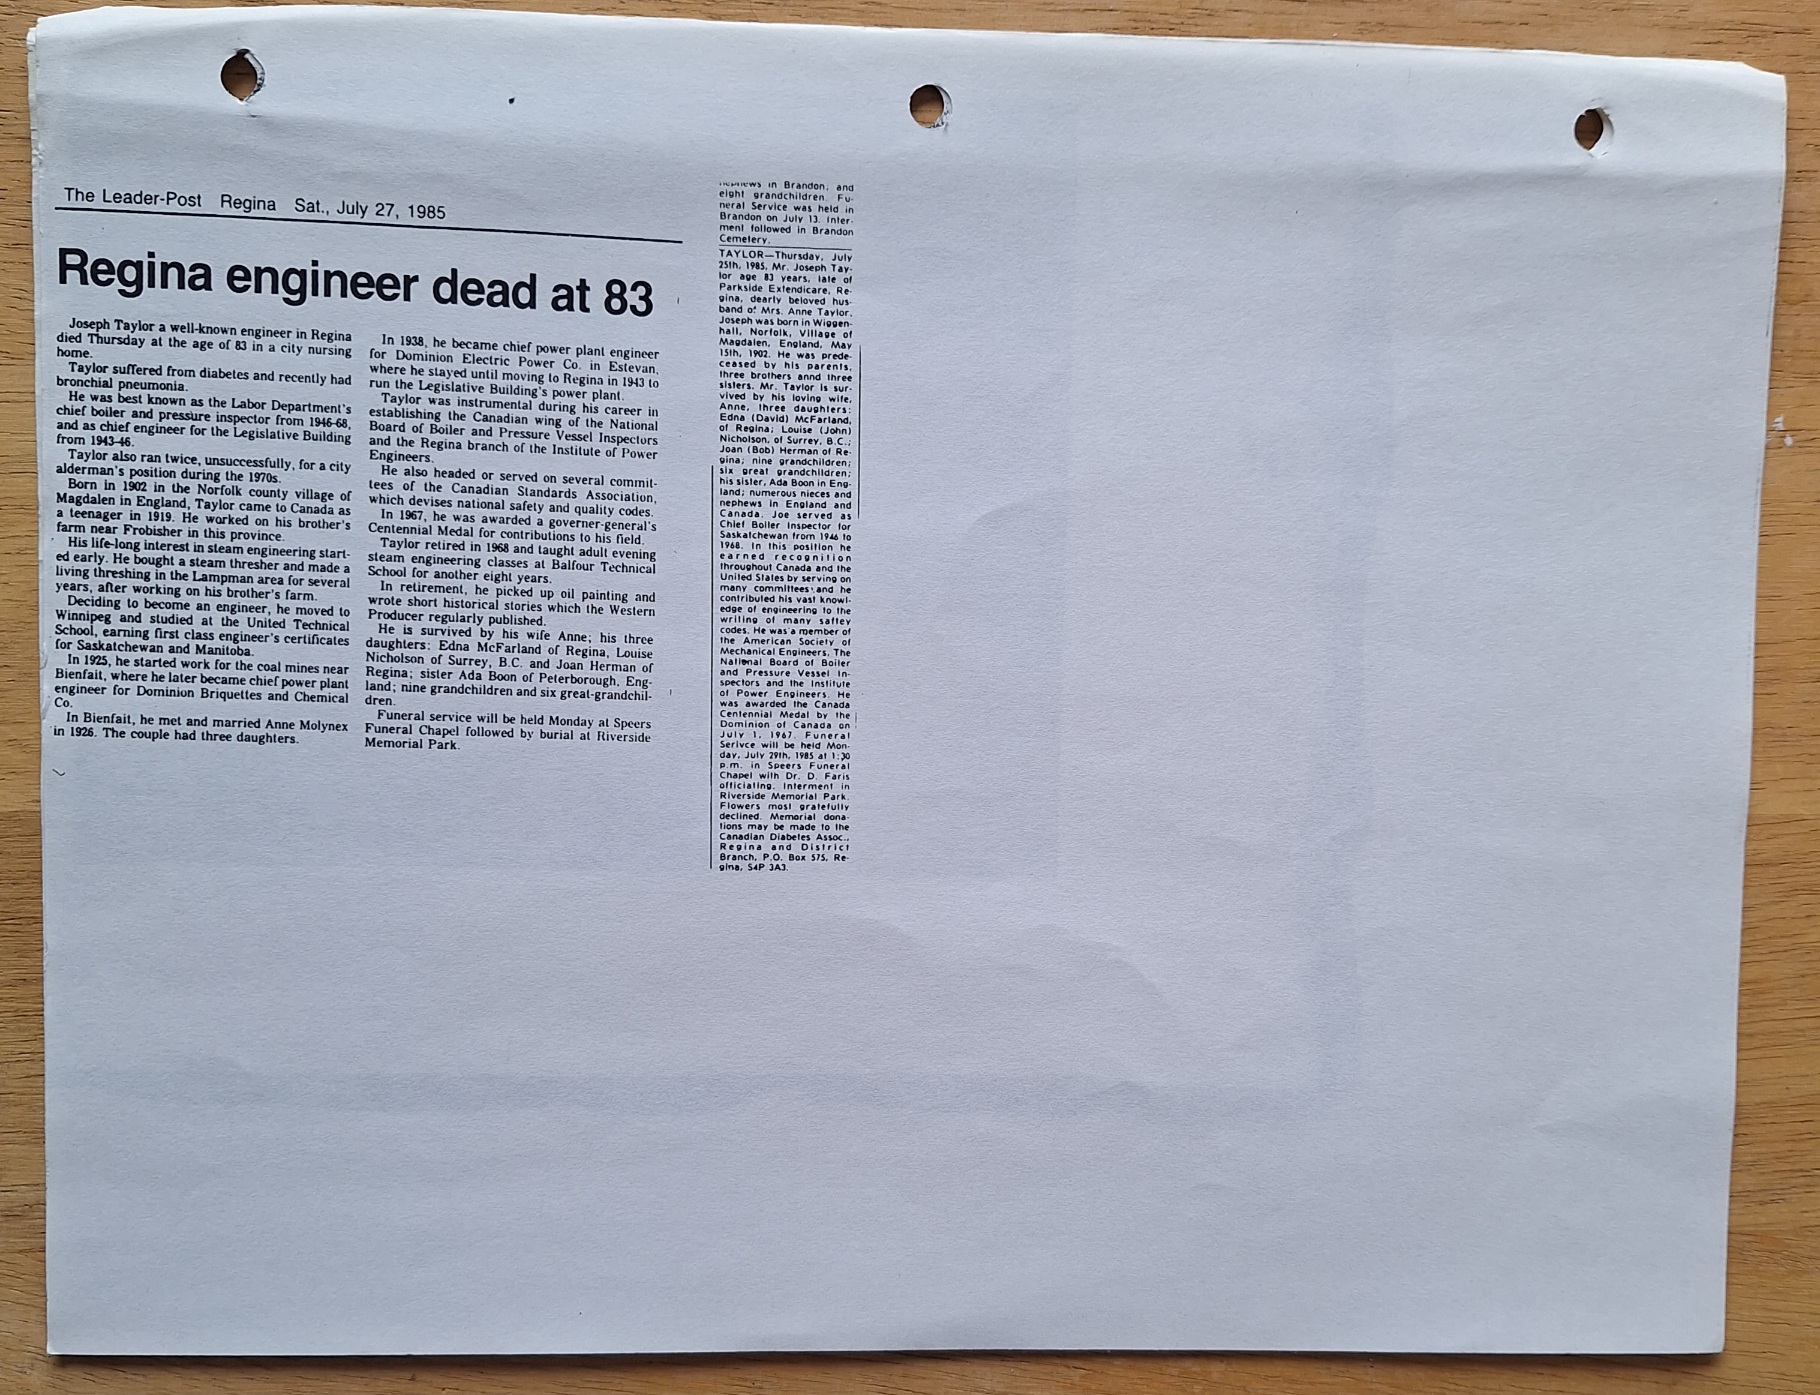 The Leader-Post Regina Sat., July 27, 1985
Regina engineer dead at 83
Joseph Taylor a well-known engineer in Regina
died Thursday at the age of 83 in a city nursing
home.
Taylor suffered from diabetes and recently had
bronchial pneumonia.
He was best known as the Labor Department's
chief boiler and pressure inspector from 1946-68,
and as chief engineer for the Legislative Building
from 1943-46.
Taylor also ran twice, unsuccessfully, for a city
alderman's position during the 1970s.
Born in 1902 in the Norfolk county village of
Magdalen in England, Taylor came to Canada as
a teenager in 1919. He worked on his brother's
farm near Frobisher in this province.
His life-long interest in steam engineering start-
ed early. He bought a steam thresher and made a
living threshing in the Lampman area for several
years, after working on his brother's farm.
Deciding to become an engineer, he moved to
Winnipeg and studied at the United Technical
School, earning first class engineer's certificates
for Saskatchewan and Manitoba.
In 1925, he started work for the coal mines near
Bienfait, where he later became chief power plant
engineer for Dominion Briquettes and Chemical
Co.
In Bienfait, he met and married Anne Molynex
in 1926. The couple had three daughters.
In 1938, he became chief power plant engineer
for Dominion Electric Power Co. in Estevan,
where he stayed until moving to Regina in 1943 to
run the Legislative Building's power plant.
Taylor was instrumental during his career in
establishing the Canadian wing of the National
Board of Boiler and Pressure Vessel Inspectors
and the Regina branch of the Institute of Power
Engineers.
He also headed or served on several commit-
tees of the Canadian Standards Association,
which devises national safety and quality codes.
In 1967, he was awarded a governer-general's
Centennial Medal for contributions to his field.
Taylor retired in 1968 and taught adult evening
steam engineering classes at Balfour Technical
School for another eight years.
In retirement, he picked up oil painting and
wrote short historical stories which the Western
Producer regularly published.
He is survived by his wife Anne; his three
daughters: Edna McFarland of Regina, Louise
Nicholson of Surrey, B.C. and Joan Herman of
Regina; sister Ada Boon of Peterborough, Eng-
land; nine grandchildren and six great-grandchil-
dren.
Funeral service will be held Monday at Speers
Funeral Chapel followed by burial at Riverside
Memorial Park.
nephews in Brandon, and
eight grandchildren. Fu-
neral Service was held in
Brandon on July 13. Inter-
ment followed in Brandon
Cemetery.
TAYLOR—Thursday, July
25th, 1985, Mr. Joseph Tay-
lor age 83 years, late of
Parkside Extendicare, Re-
gina, dearly beloved hus-
band of Mrs. Anne Taylor.
Joseph was born in Wiggen-
hall, Norfolk, Village of
Magdalen, England, May
15th, 1902. He was prede-
ceased by his parents,
three brothers annd three
sisters. Mr. Taylor is sur-
vived by his loving wife,
Anne, three daughters:
Edna (David) McFarland,
of Regina; Louise (John)
Nicholson, of Surrey, B.C.;
Joan (Bob) Herman of Re-
gina; nine grandchildren;
six great grandchildren;
his sister, Ada Boon in Eng-
land; numerous nieces and
nephews in England and
Canada. Joe served as
Chief Boiler Inspector for
Saskatchewan from 1946 to
1968. In this position he
earned recognition
throughout Canada and the
United States by serving on
many committees and he
contributed his vast knowl-
edge of engineering to the
writing of many saftey
codes. He was a member of
the American Society of
Mechanical Engineers, The
National Board of Boiler
and Pressure Vessel In-
spectors and the Institute
of Power Engineers. He
was awarded the Canada
Centennial Medal by the
Dominion of Canada on
July 1, 1967. Funeral
Serivce will be held Mon-
day, July 29th, 1985 at 1:30
p.m. in Speers Funeral
Chapel with Dr. D. Faris
officiating. Interment in
Riverside Memorial Park.
Flowers most gratefully
declined. Memorial dona-
tions may be made to the
Canadian Diabetes Assoc.,
Regina and District
Branch, P.O. Box 575, Re-
gina, S4P 3A3.